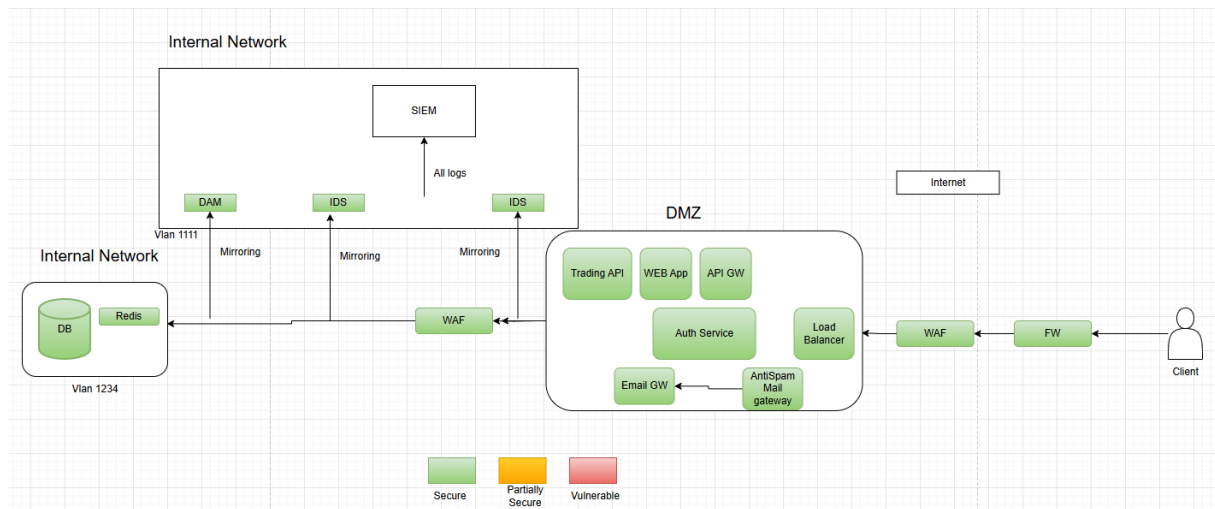 Internal Network
SIEM
All logs
DAM
IDS
IDS
Vlan 1111
Mirroring
Mirroring
Mirroring
Internet
DMZ
Internal Network
DB
Redis
Vlan 1234
WAF
Trading API
WEB App
API GW
Auth Service
Load
Balancer
Email GW
AntiSpam
Mail
gateway
WAF
FW
Client
Secure
Partially
Secure
Vulnerable